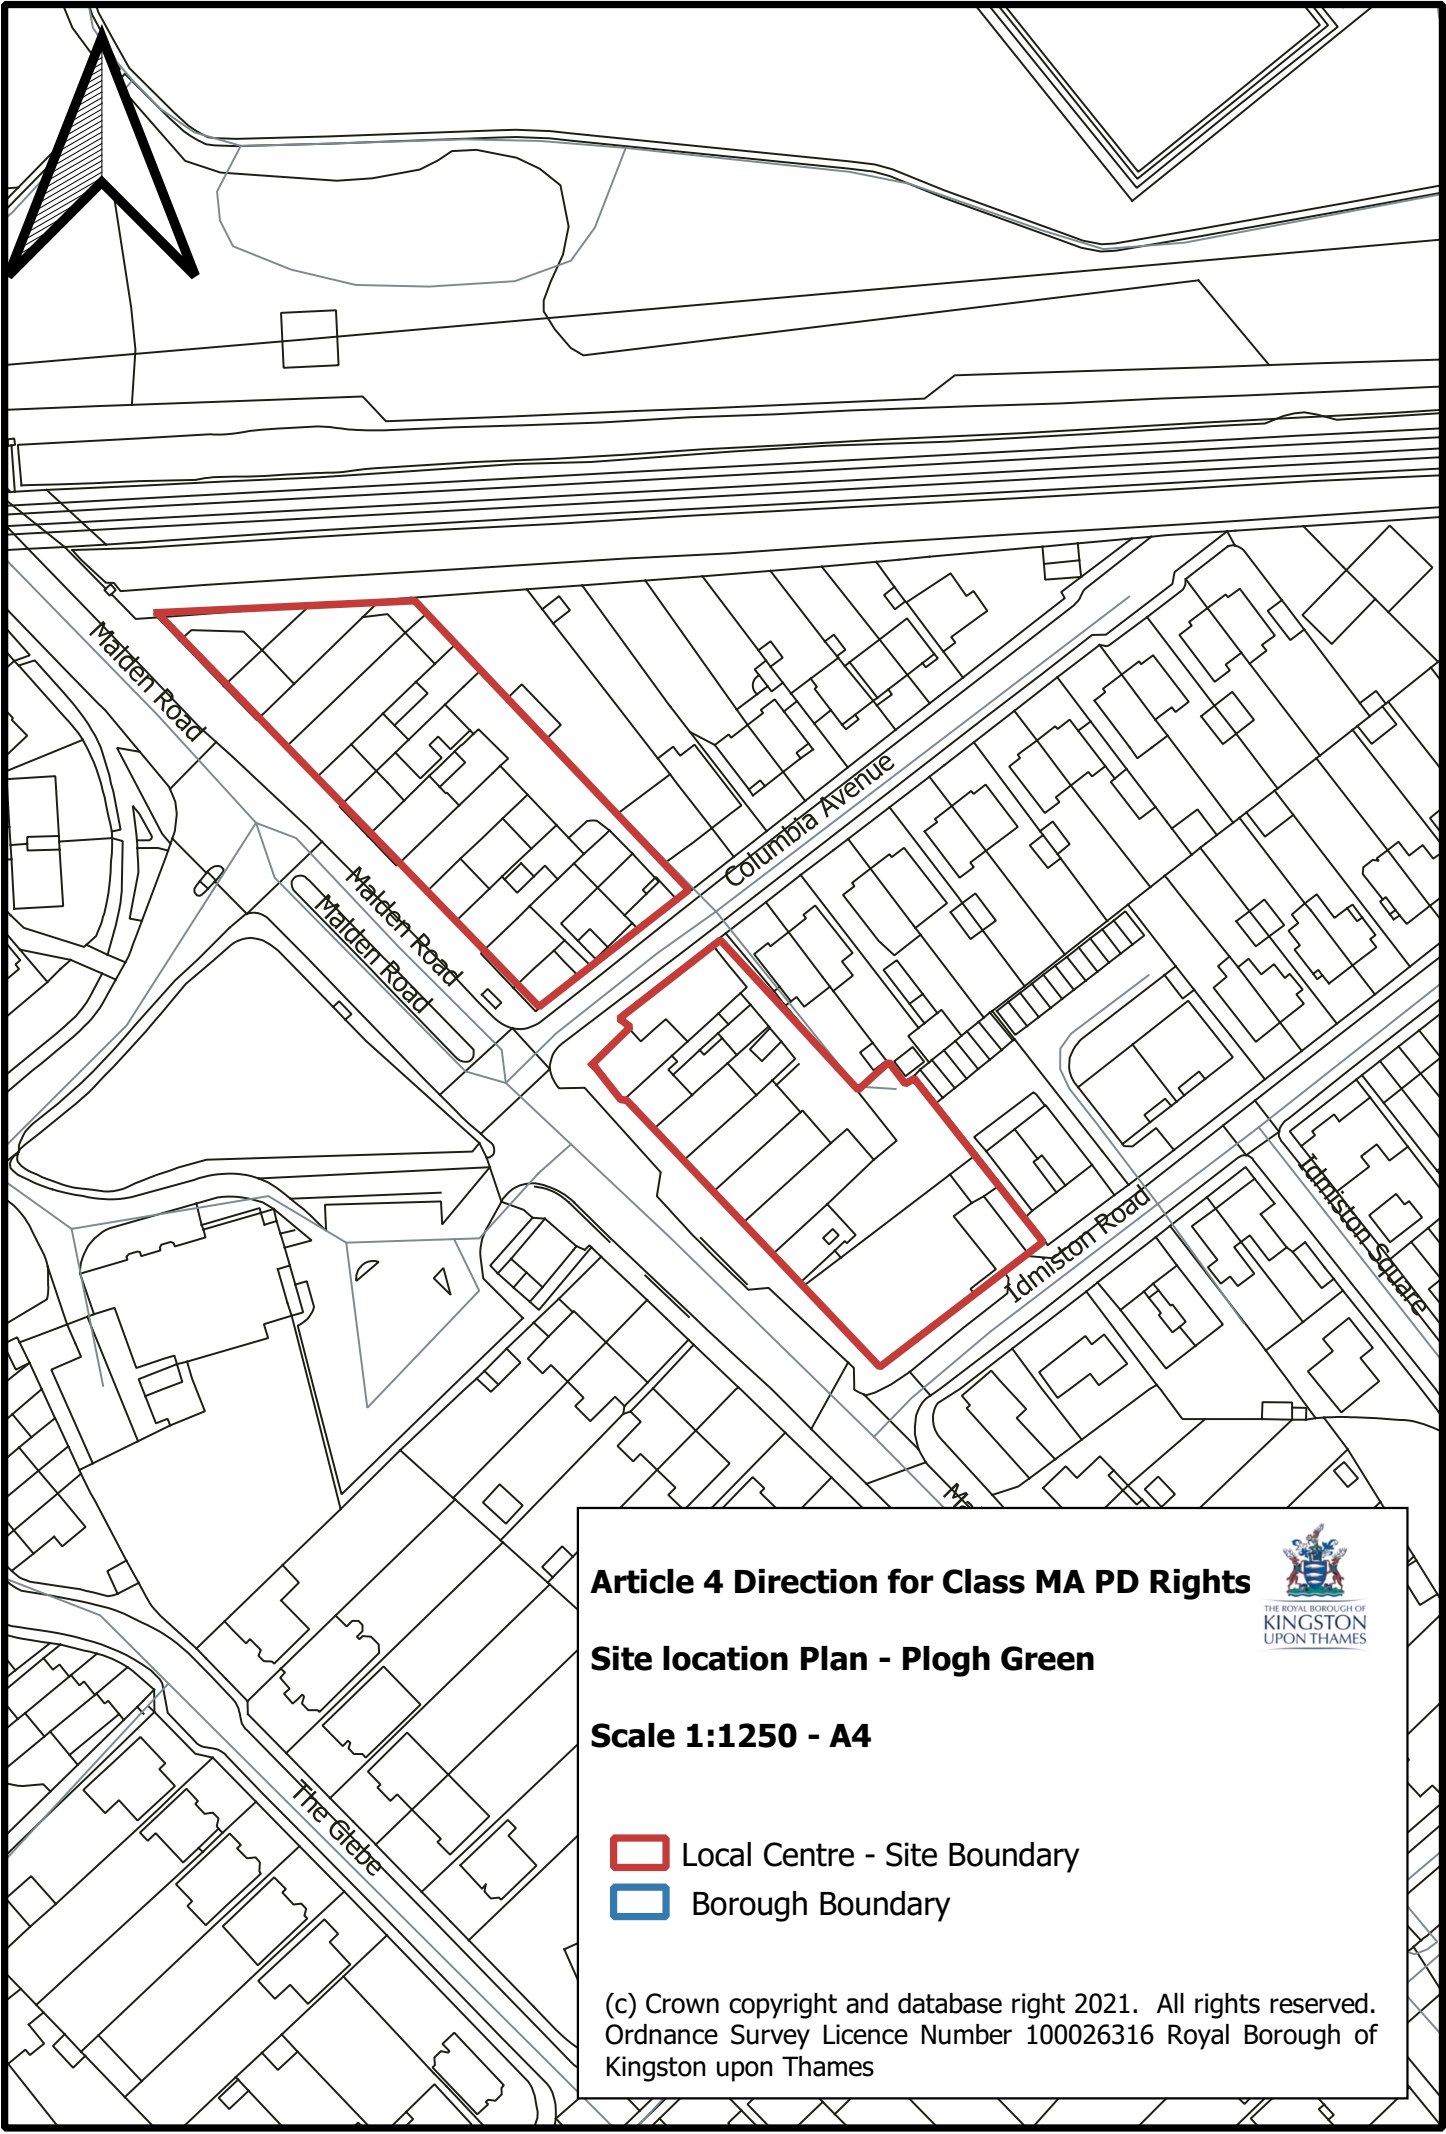 Malden Road
Columbia Avenue
Malden Road
Malden Road
Idmiston Road
Idmiston Square
Ma
The Glebe
Article 4 Direction for Class MA PD Rights
THE ROYAL BOROUGH OF
KINGSTON
UPON THAMES
Site location Plan - Plogh Green
Scale 1:1250 - A4
Local Centre - Site Boundary
Borough Boundary
(c) Crown copyright and database right 2021. All rights reserved.
Ordnance Survey Licence Number 100026316 Royal Borough of
Kingston upon Thames